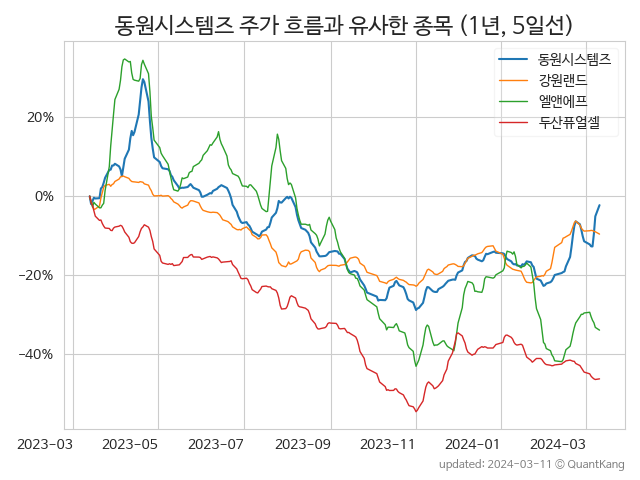 동원시스템즈 주가 흐름과 유사한 종목 (1년, 5일선)
동원시스템즈
강원랜드
엘앤에프
두산퓨얼셀
20%
0%
−20%
−40%
2023-03 2023-05 2023-07 2023-09 2023-11 2024-01 2024-03
updated: 2024-03-11 © QuantKang